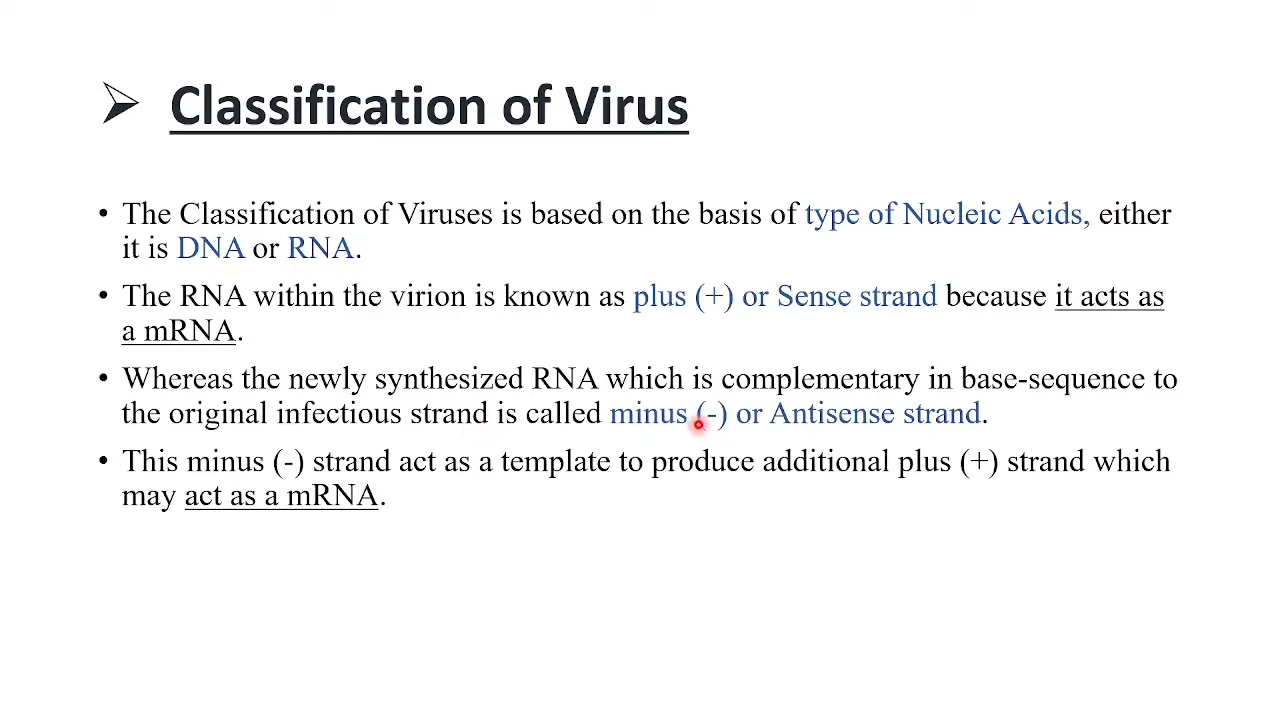 ➢ Classification of Virus
• The Classification of Viruses is based on the basis of type of Nucleic Acids, either
it is DNA or RNA.
• The RNA within the virion is known as plus (+) or Sense strand because it acts as
a mRNA.
• Whereas the newly synthesized RNA which is complementary in base-sequence to
the original infectious strand is called minus (-) or Antisense strand.
• This minus (-) strand act as a template to produce additional plus (+) strand which
may act as a mRNA.